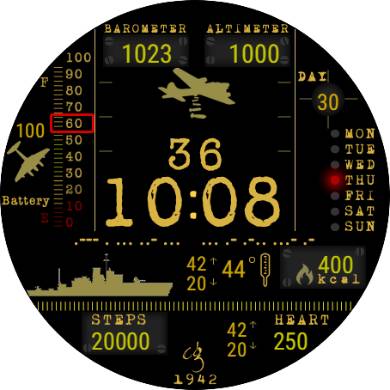 BAROMETER ALTIMETER
1023 1000
DAY
30
F
100
90
80
70
60
50
40
30
20
10
0
100
Battery
E
36
10:08
MON
TUE
WED
THU
FRI
SAT
SUN
42↑ 44°
20↓
400
kcal
STEPS
20000
42↑
20↓
HEART
250
cg
1942